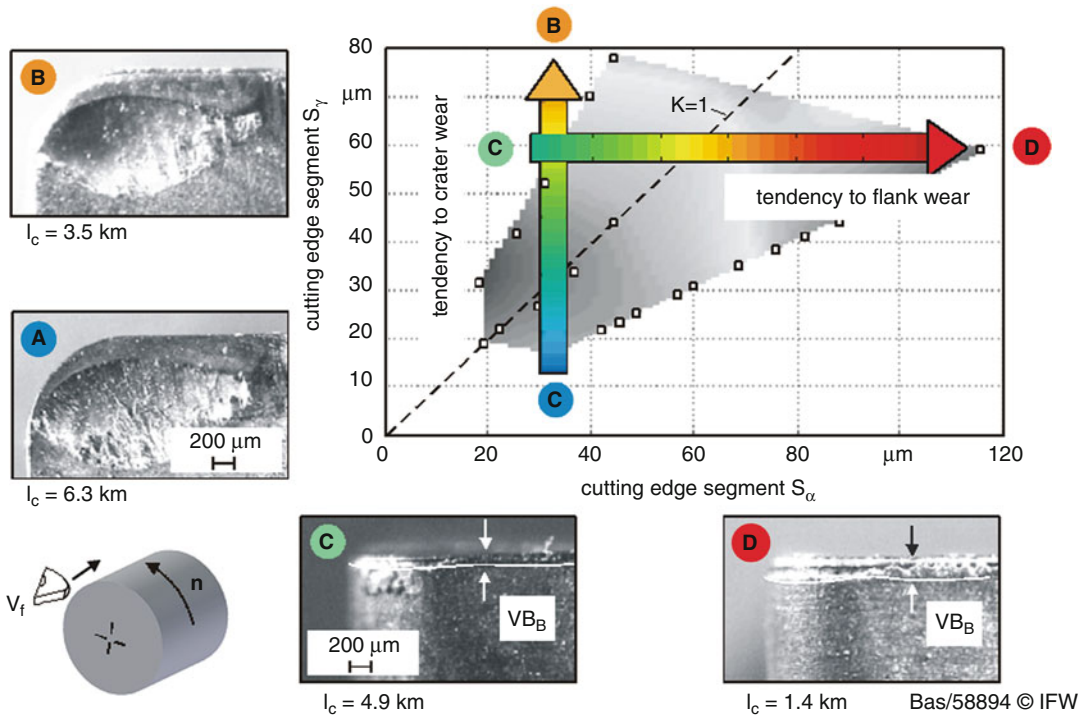 B
l_c = 3.5 km
A
200 μm
l_c = 6.3 km
V_f
n
B
80
μm
60
50
40
30
20
10
0
cutting edge segment S_γ
tendency to crater wear
C
K=1
D
tendency to flank wear
C
0 20 40 60 80 μm 120
cutting edge segment S_α
C
VB_B
200 μm
l_c = 4.9 km
D
VB_B
l_c = 1.4 km
Bas/58894 © IFW